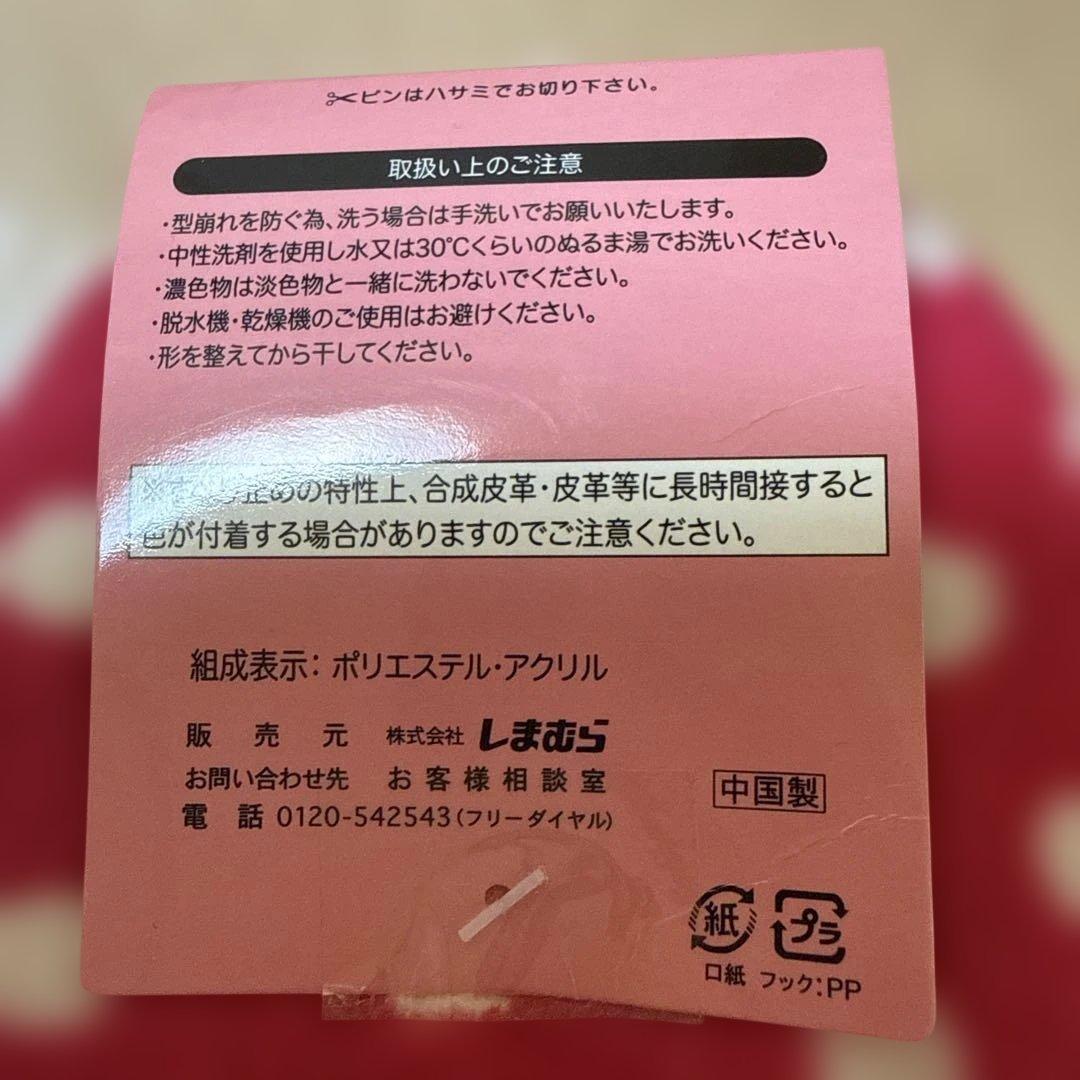 ピンはハサミでお切り下さい。
取扱い上のご注意
・型崩れを防ぐ為、洗う場合は手洗いでお願いいたします。
・中性洗剤を使用し水又は30℃くらいのぬるま湯でお洗いください。
・濃色物は淡色物と一緒に洗わないでください。
・脱水機・乾燥機のご使用はお避けください。
・形を整えてから干してください。
※すべり止めの特性上、合成皮革・皮革等に長時間接すると
色が付着する場合がありますのでご注意ください。
組成表示：ポリエステル・アクリル
販売元 株式会社 しまむら
お問い合わせ先 お客様相談室
電話 0120-542543(フリーダイヤル)
中国製
紙 プラ
口紙 フック:PP